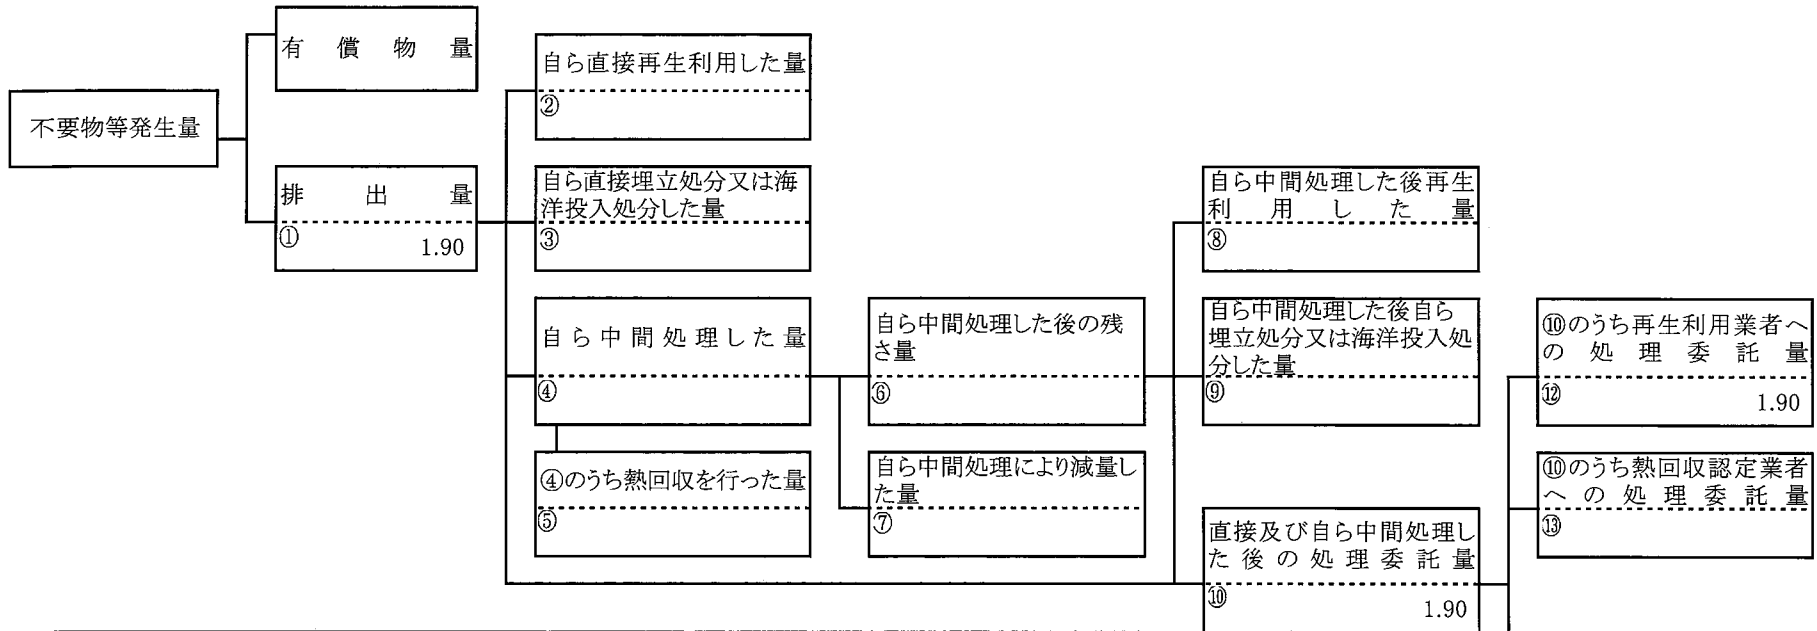 有償物量
不要物等発生量
排出量
①
1.90
自ら直接再生利用した量
②
自ら直接埋立処分又は海
洋投入処分した量
③
自ら中間処理した量
④
④のうち熱回収を行った量
⑤
自ら中間処理した後の残
さ量
⑥
自ら中間処理により減量し
た量
⑦
自ら中間処理した後再生
利用した量
⑧
自ら中間処理した後自ら
埋立処分又は海洋投入処
分した量
⑨
直接及び自ら中間処理し
た後の処理委託量
⑩
1.90
⑩のうち再生利用業者へ
の処理委託量
⑫
1.90
⑩のうち熱回収認定業者
への処理委託量
⑬